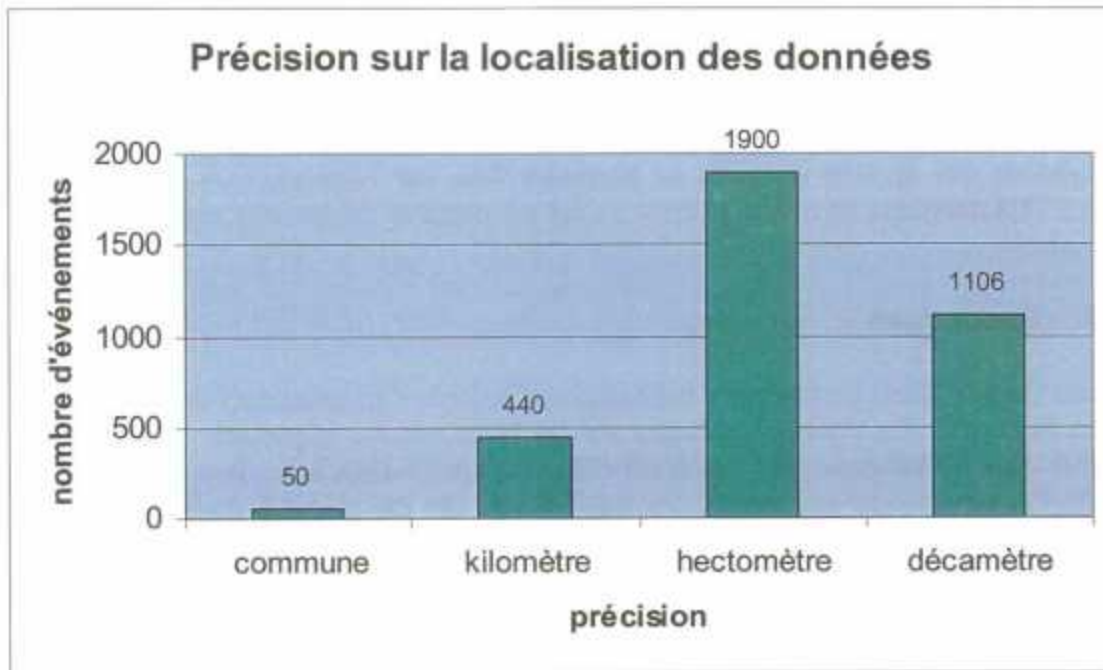 Précision sur la localisation des données
nombre d'événements
2000
1500
1000
500
0
50
440
1900
1106
commune kilomètre hectomètre décamètre
précision